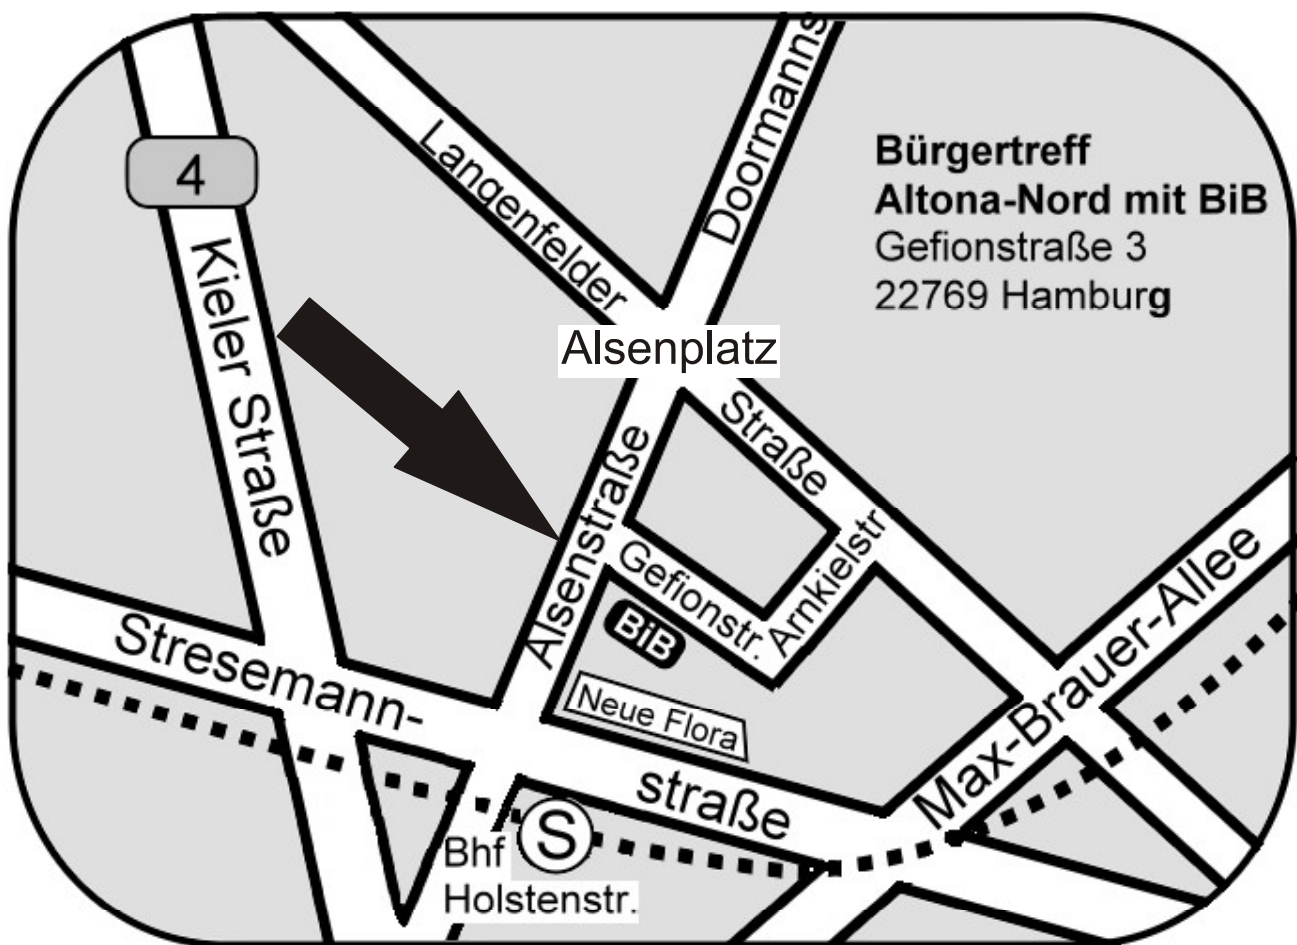 Doormanns
Langenfelder
4
Bürgertreff
Altona-Nord mit BiB
Gefionstraße 3
22769 Hamburg
Kieler Straße
Alsenplatz
Straße
Alsenstraße
Gefionstr.
Arnkielstr
BiB
Max-Brauer-Allee
Stresemann-
Neue Flora
straße
S
Bhf
Holstenstr.